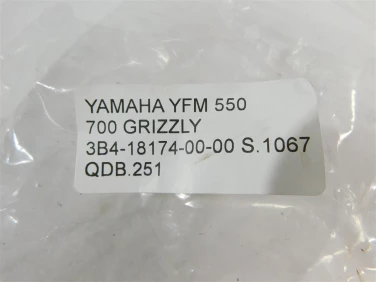 YAMAHA YFM 550
700 GRIZZLY
3B4-18174-00-00 S.1067
QDB.251